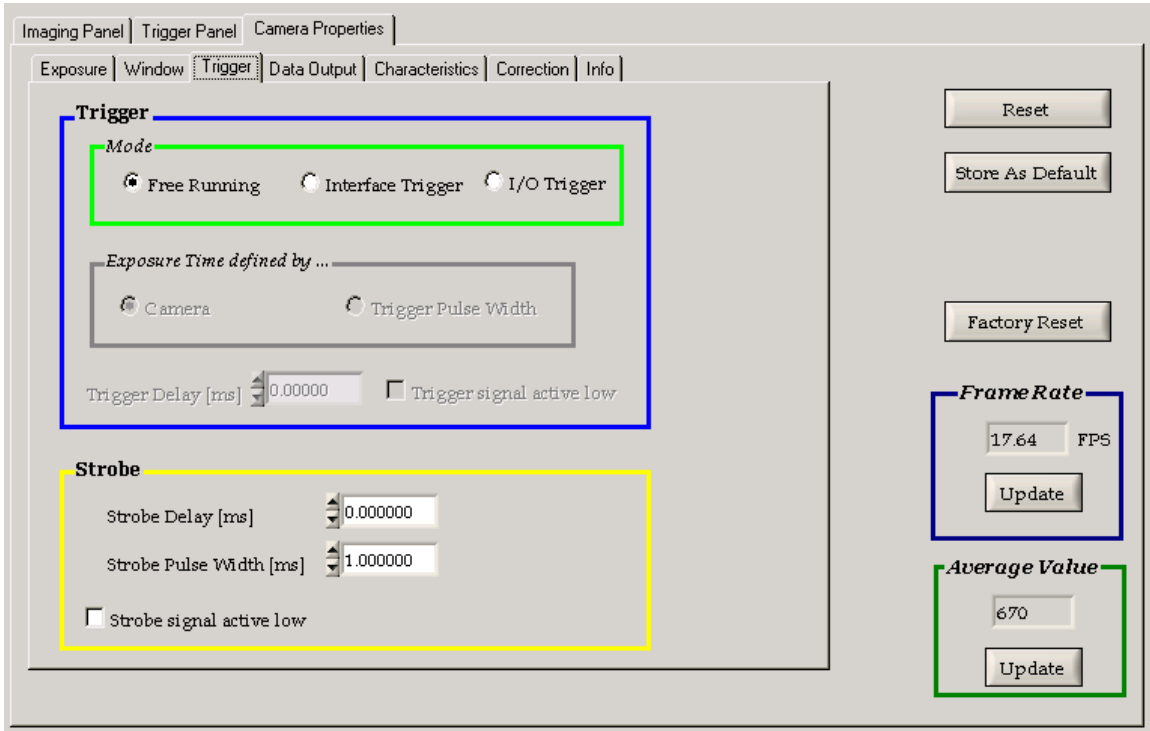 Imaging Panel Trigger Panel Camera Properties
Exposure Window Trigger Data Output Characteristics Correction Info
Trigger
Mode
Free Running Interface Trigger I/O Trigger
Exposure Time defined by ...
Camera Trigger Pulse Width
Trigger Delay [ms] 0.00000 Trigger signal active low
Strobe
Strobe Delay [ms] 0.000000
Strobe Pulse Width [ms] 1.000000
Strobe signal active low
Reset
Store As Default
Factory Reset
Frame Rate
17.64 FPS
Update
Average Value
670
Update